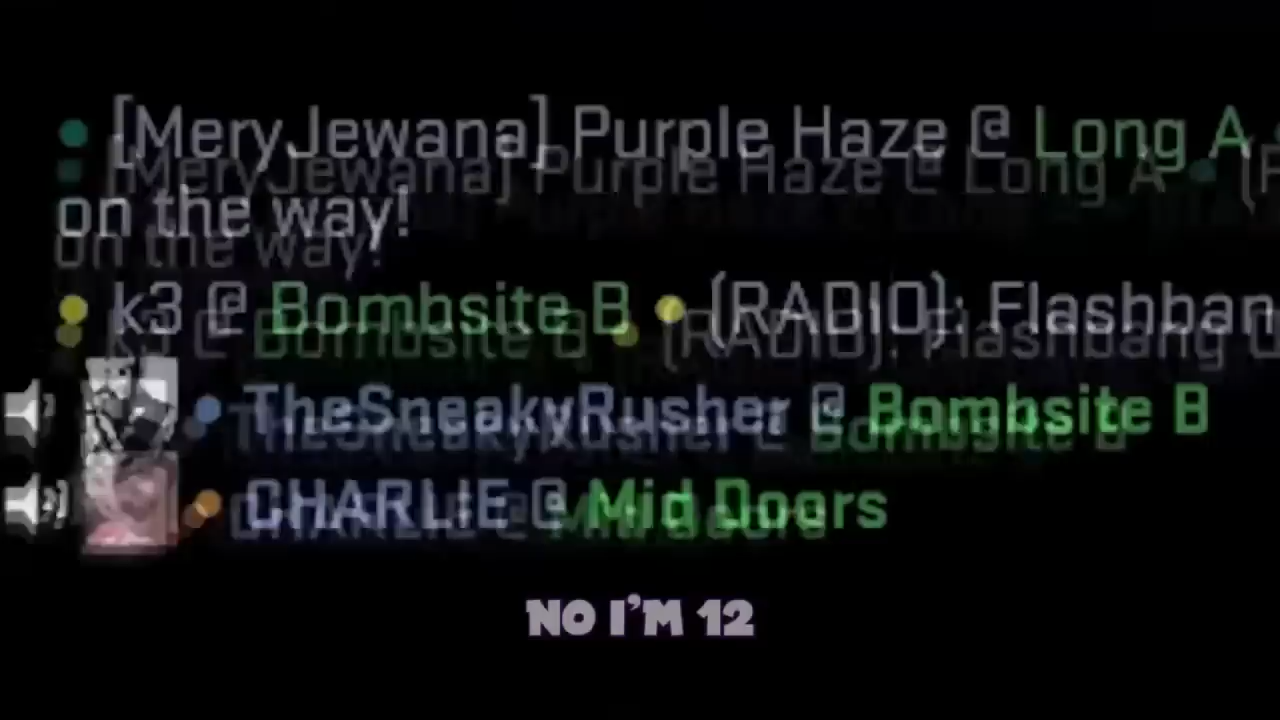 [MeryJewana] Purple Haze @ Long A
on the way!
k3 @ Bombsite B • (RADIO): Flashban
TheSneakyRusher @ Bombsite B
CHARLIE @ Mid Doors
NO I'M 12